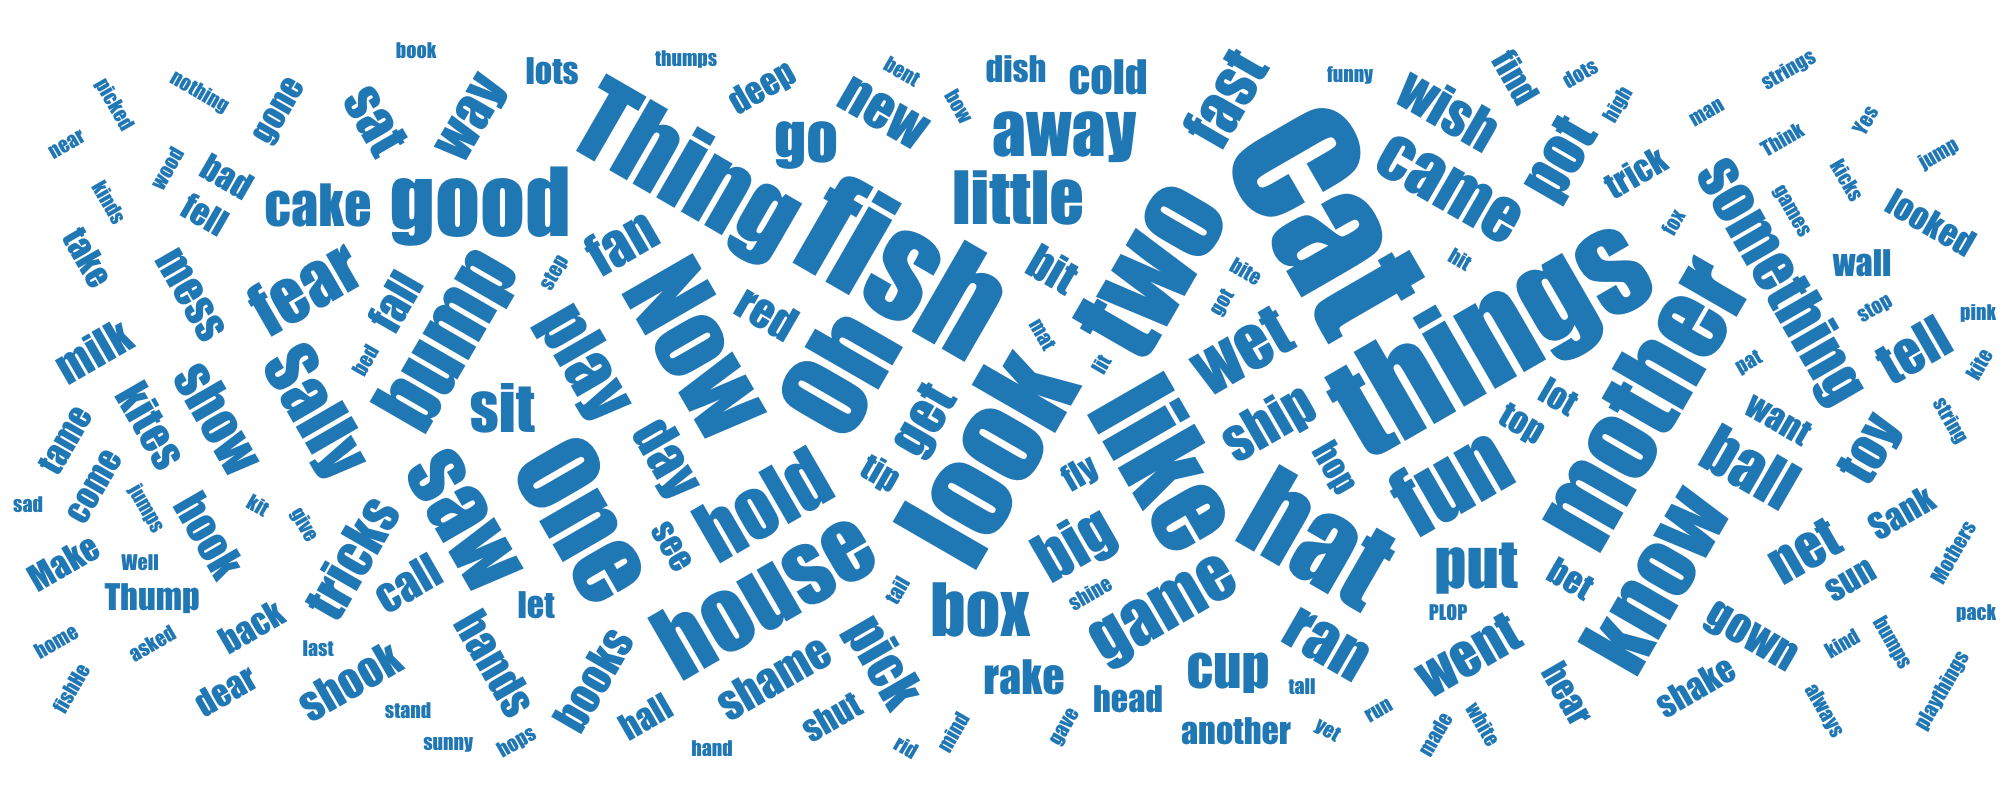 book
lots
thumps
deep
bent
dish
cold
fast
funny
find
dots
strings
picked
nothing
gone
sat
way
Thing
new
bow
go
away
Cat
wish
high
man
Yes
near
wood
bad
cake
good
fish
little
two
came
pot
trick
Think
kicks
jump
kinds
fell
fan
bit
hit
fox
something
games
looked
take
mess
fear
fall
bump
step
Now
red
oh
mat
bite
got
things
mother
wall
stop
pink
milk
show
Sally
bed
play
look
lit
wet
pat
tell
kite
tame
kites
sit
day
get
like
ship
lot
top
want
string
sad
come
jumps
hook
kit
give
saw
One
see
hold
tip
fly
hat
hop
fun
know
ball
toy
Make
Well
Thump
tricks
call
let
house
tail
big
shine
game
put
PLOP
bet
net
Sank
sun
Mothers
home
asked
back
last
hands
books
shame
pick
box
rake
cup
ran
went
gown
kind
bumps
pack
fishHe
dear
shook
stand
hall
shut
head
tall
hear
shake
always
playthings
sunny
hops
hand
rid
mind
gave
another
yet
run
made
white